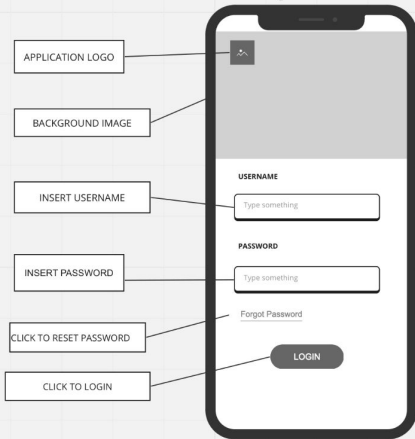 APPLICATION LOGO
BACKGROUND IMAGE
INSERT USERNAME
INSERT PASSWORD
CLICK TO RESET PASSWORD
CLICK TO LOGIN
USERNAME
Type something
PASSWORD
Type something
Forgot Password
LOGIN